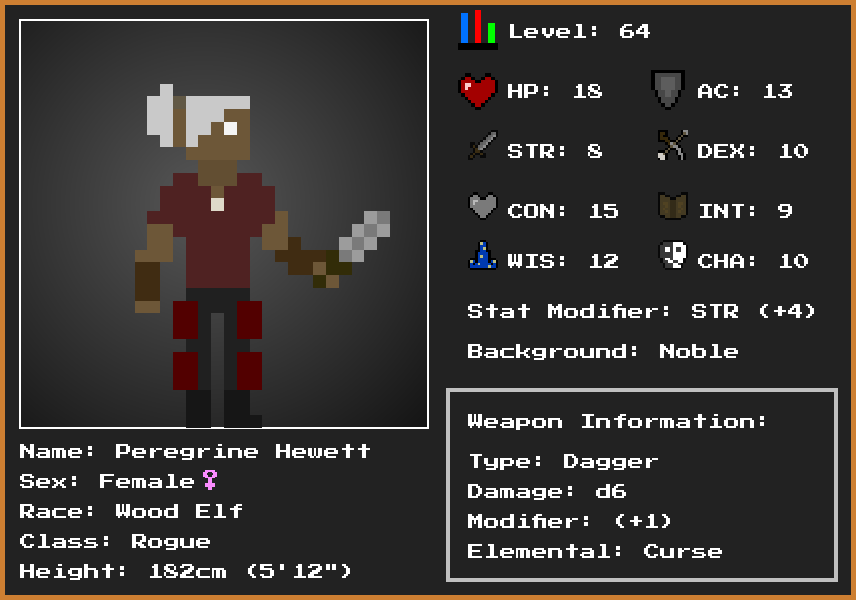 Level: 64
HP: 18 AC: 13
STR: 8 DEX: 10
CON: 15 INT: 9
WIS: 12 CHA: 10
Stat Modifier: STR (+4)
Background: Noble
Weapon Information:
Type: Dagger
Damage: d6
Modifier: (+1)
Elemental: Curse
Name: Peregrine Hewett
Sex: Female♀
Race: Wood Elf
Class: Rogue
Height: 182cm (5'12")